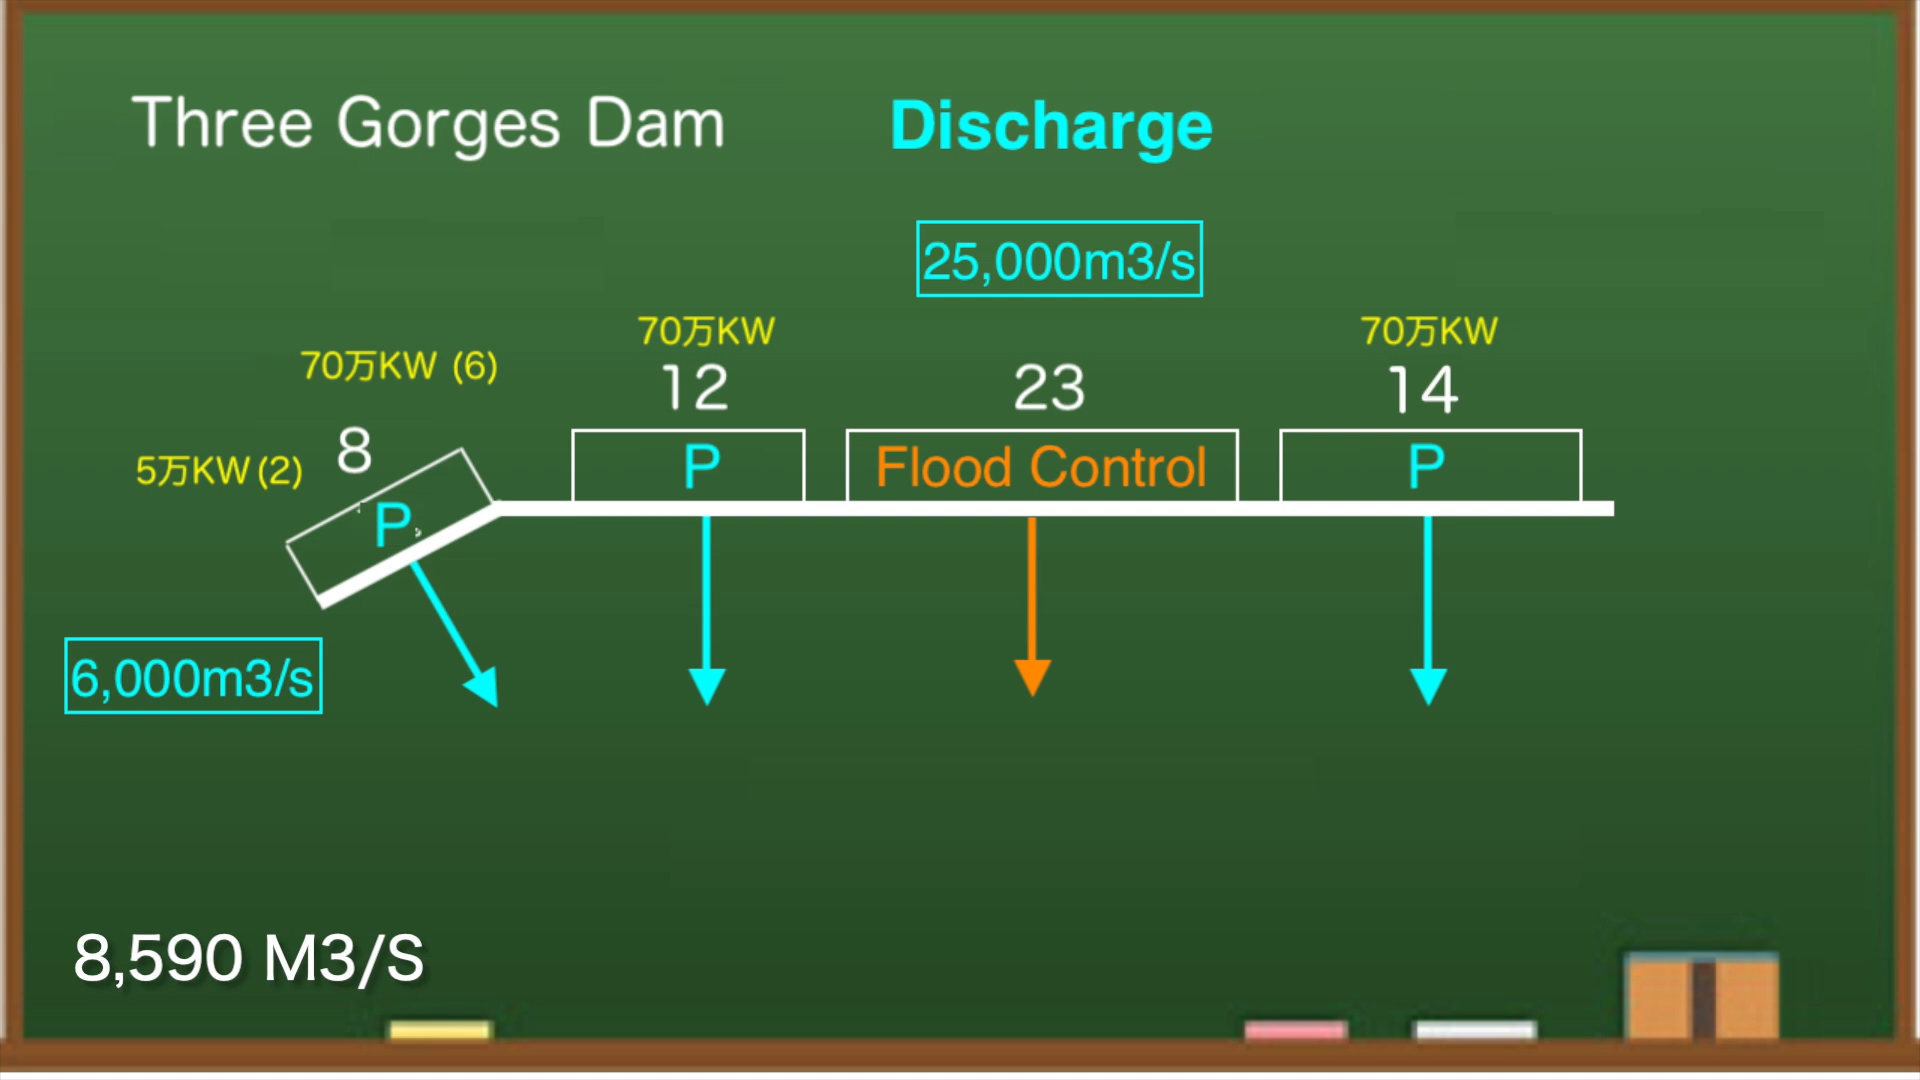 Three Gorges Dam
Discharge
25,000m3/s
70万KW
70万KW
70万KW (6)
12
23
14
8
5万KW(2)
P
Flood Control
P
P
6,000m3/s
8,590 M3/S